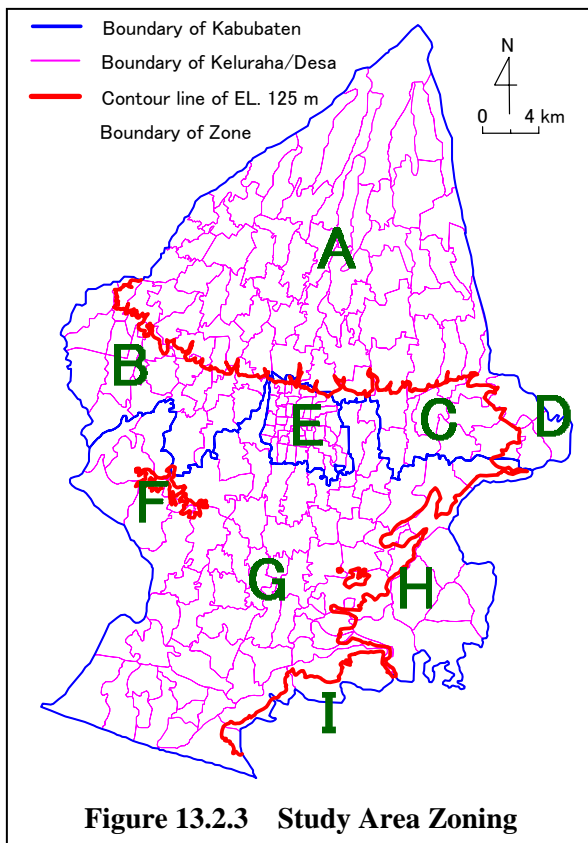 Boundary of Kabubaten
Boundary of Keluraha/Desa
Contour line of EL. 125 m
Boundary of Zone
N
0 4 km
A
B
C
D
E
F
G
H
I
Figure 13.2.3 Study Area Zoning